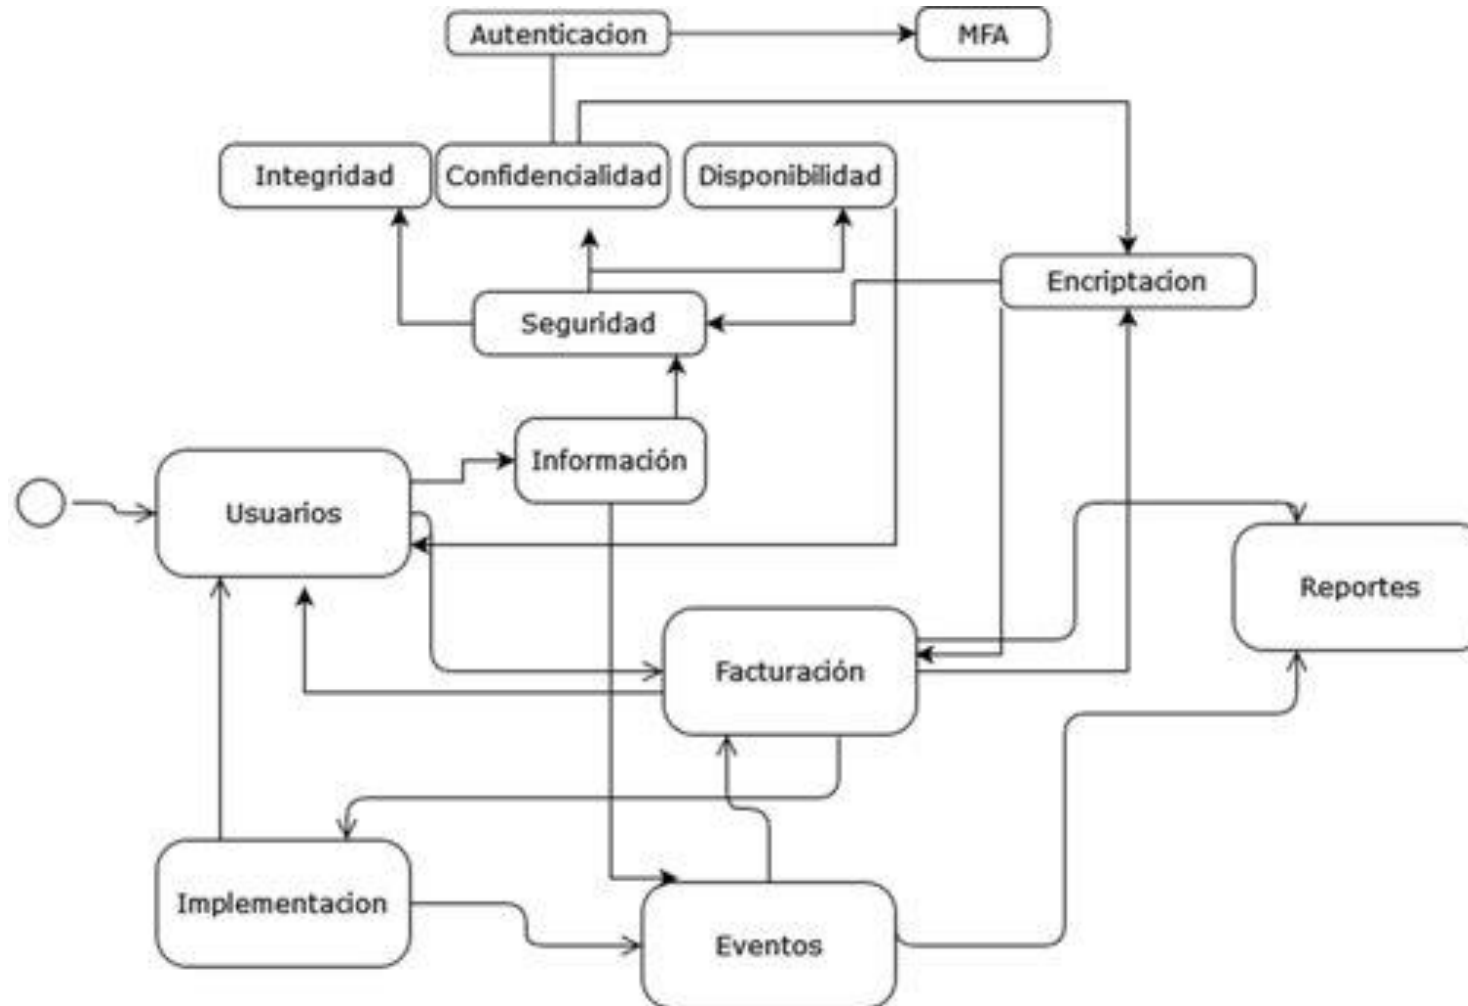 Autenticacion
MFA
Integridad
Confidencialidad
Disponibilidad
Encriptacion
Seguridad
Información
Usuarios
Reportes
Facturación
Implementacion
Eventos